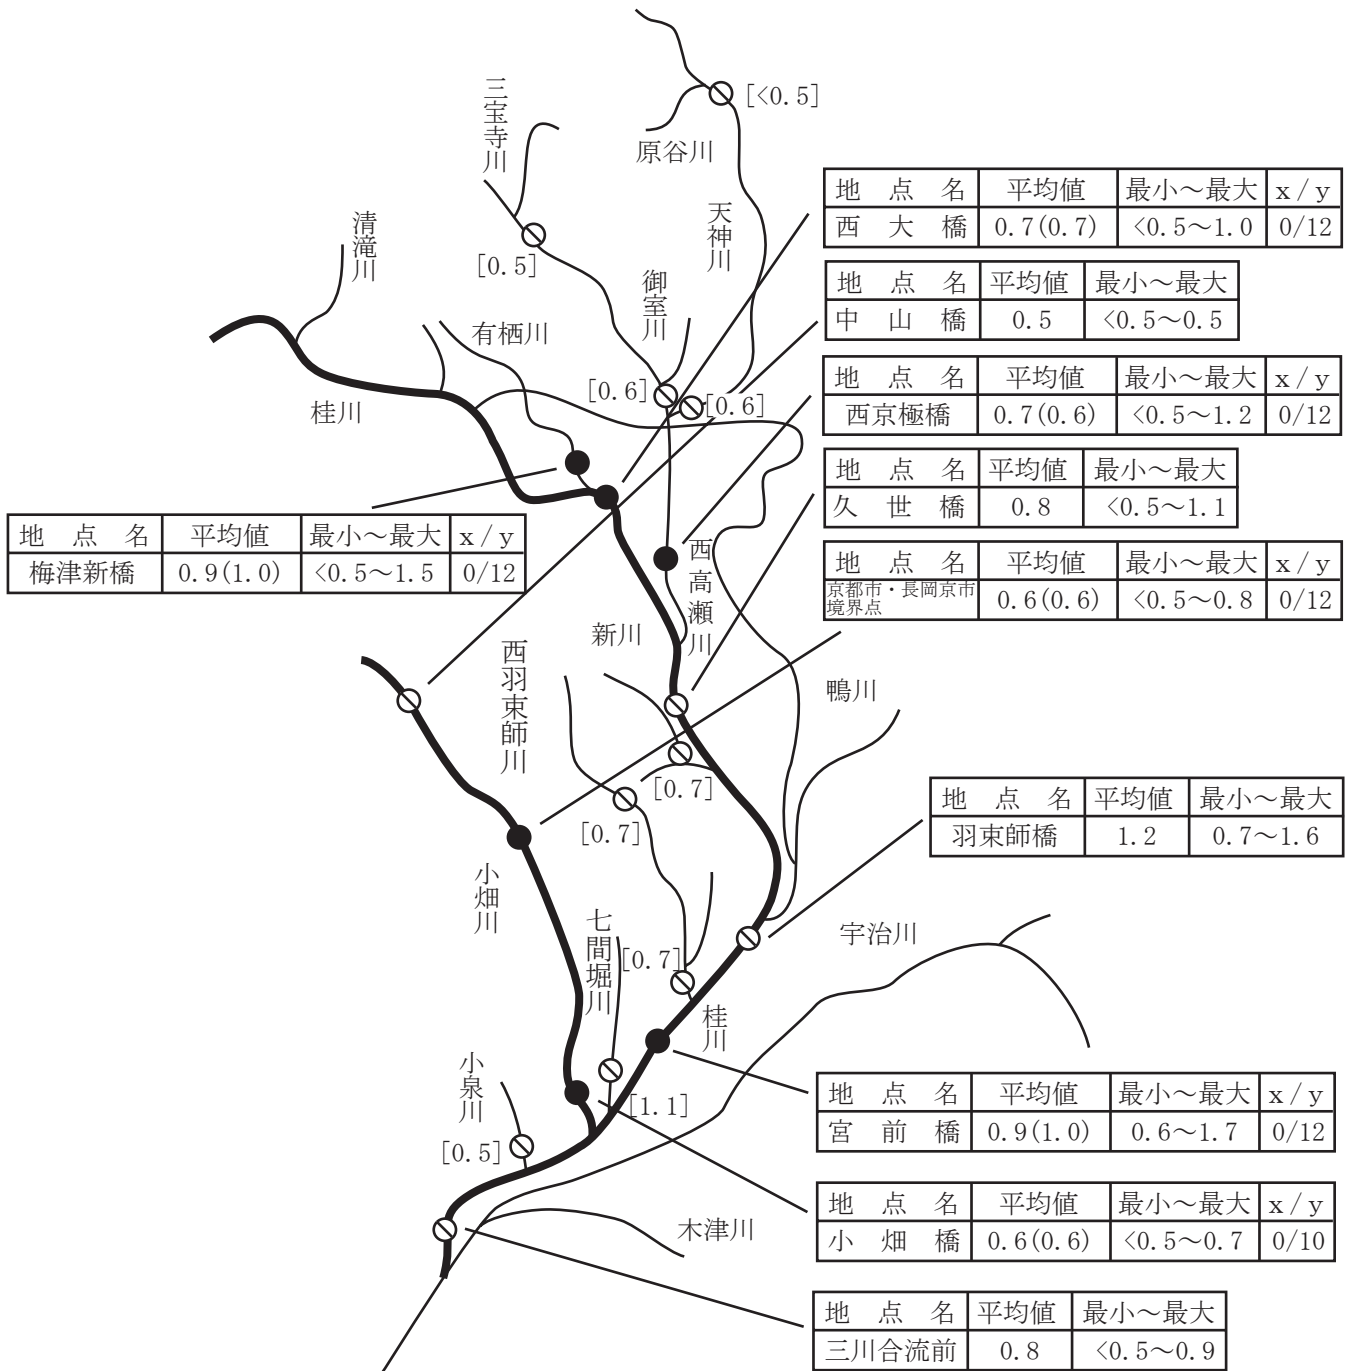 [<0.5]
三宝寺川
原谷川
天神川
清滝川
[0.5]
御室川
有栖川
[0.6]
[0.6]
桂川
地 点 名 平均値 最小～最大 x/y
西 大 橋 0.7(0.7) <0.5～1.0 0/12
地 点 名 平均値 最小～最大
中 山 橋 0.5 <0.5～0.5
地 点 名 平均値 最小～最大 x/y
西京極橋 0.7(0.6) <0.5～1.2 0/12
地 点 名 平均値 最小～最大
久 世 橋 0.8 <0.5～1.1
地 点 名 平均値 最小～最大 x/y
梅津新橋 0.9(1.0) <0.5～1.5 0/12
地 点 名 平均値 最小～最大 x/y
京都市・長岡京市
境界点 0.6(0.6) <0.5～0.8 0/12
西高瀬川
新川
西羽束師川
鴨川
[0.7]
[0.7]
地 点 名 平均値 最小～最大
羽束師橋 1.2 0.7～1.6
小畑川
七間堀川
宇治川
[0.7]
桂川
小泉川
[1.1]
[0.5]
地 点 名 平均値 最小～最大 x/y
宮 前 橋 0.9(1.0) 0.6～1.7 0/12
地 点 名 平均値 最小～最大 x/y
小 畑 橋 0.6(0.6) <0.5～0.7 0/10
木津川
地 点 名 平均値 最小～最大
三川合流前 0.8 <0.5～0.9